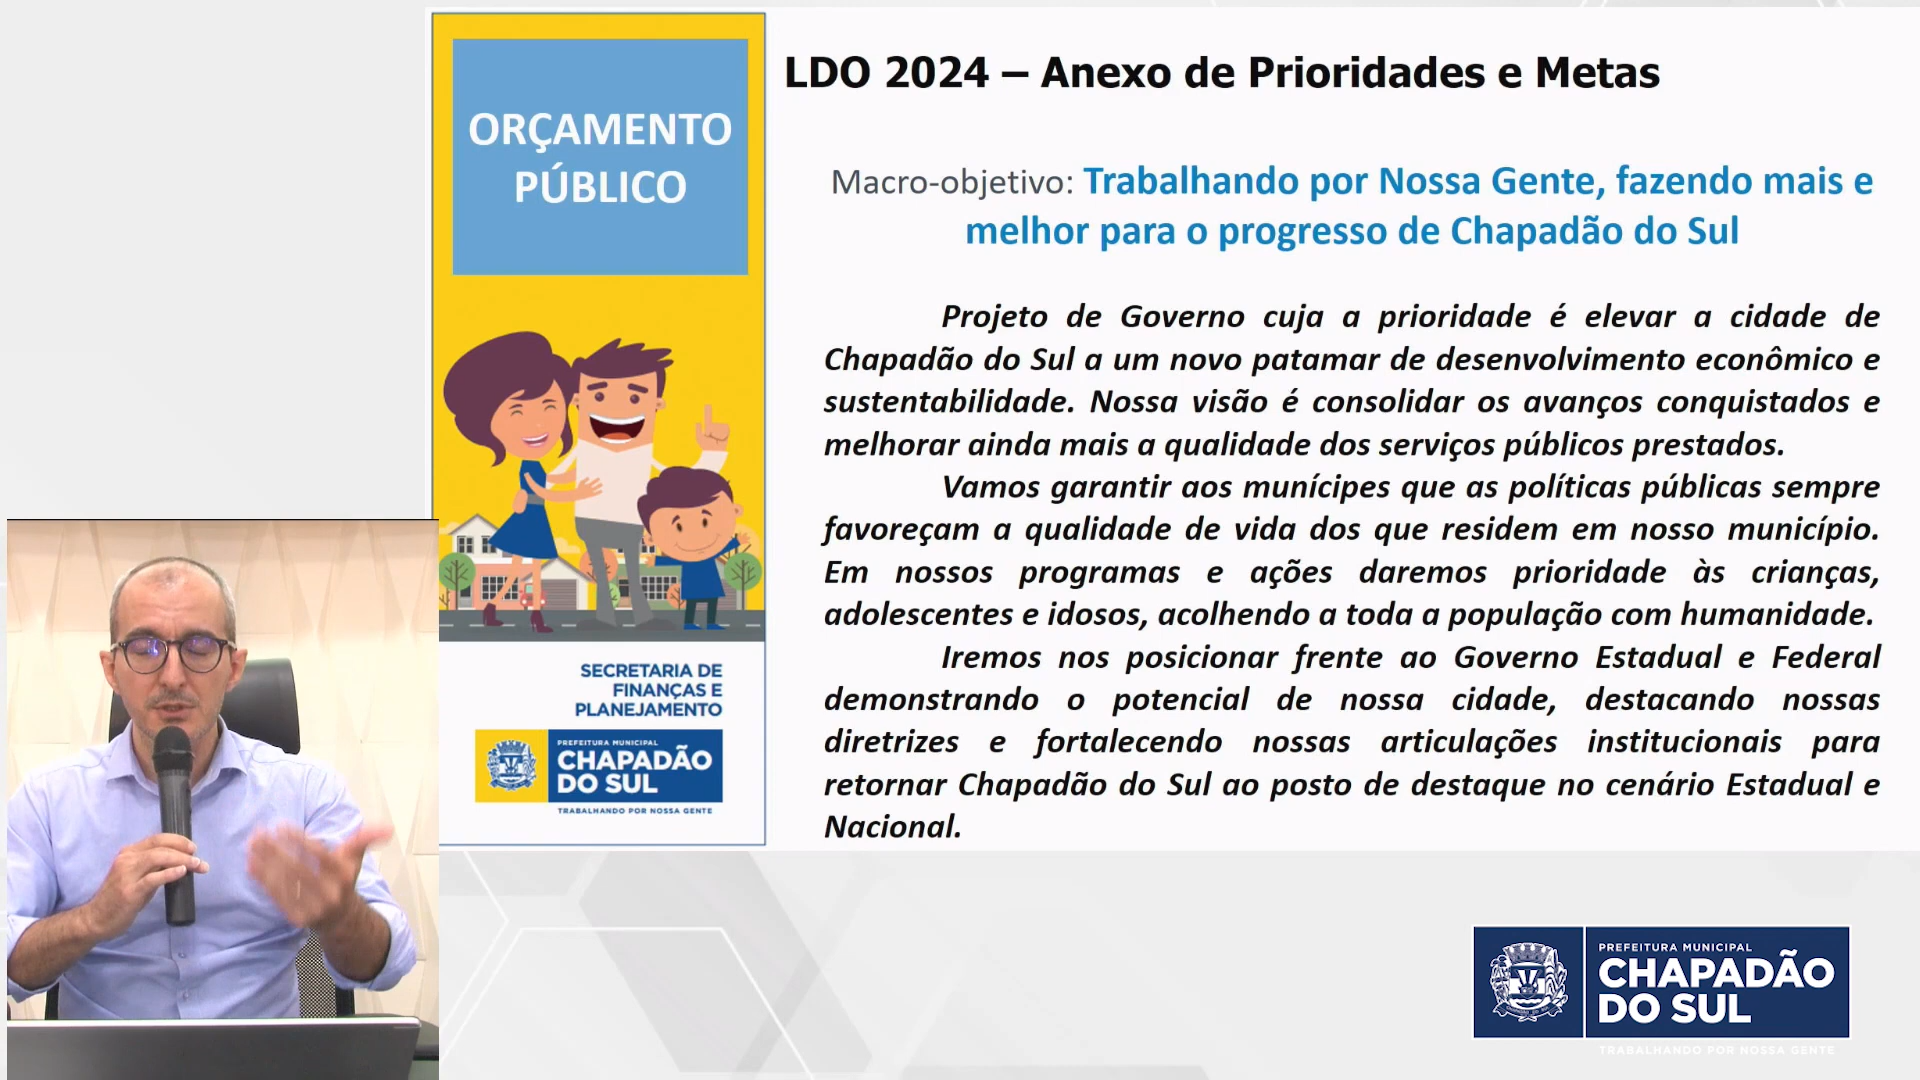 ORÇAMENTO
PÚBLICO
SECRETARIA DE
FINANÇAS E
PLANEJAMENTO
PREFEITURA MUNICIPAL
CHAPADÃO
DO SUL
TRABALHANDO POR NOSSA GENTE
LDO 2024 – Anexo de Prioridades e Metas
Macro-objetivo: Trabalhando por Nossa Gente, fazendo mais e
melhor para o progresso de Chapadão do Sul
Projeto de Governo cuja a prioridade é elevar a cidade de
Chapadão do Sul a um novo patamar de desenvolvimento econômico e
sustentabilidade. Nossa visão é consolidar os avanços conquistados e
melhorar ainda mais a qualidade dos serviços públicos prestados.
Vamos garantir aos munícipes que as políticas públicas sempre
favoreçam a qualidade de vida dos que residem em nosso município.
Em nossos programas e ações daremos prioridade às crianças,
adolescentes e idosos, acolhendo a toda a população com humanidade.
Iremos nos posicionar frente ao Governo Estadual e Federal
demonstrando o potencial de nossa cidade, destacando nossas
diretrizes e fortalecendo nossas articulações institucionais para
retornar Chapadão do Sul ao posto de destaque no cenário Estadual e
Nacional.
PREFEITURA MUNICIPAL
CHAPADÃO
DO SUL
TRABALHANDO POR NOSSA GENTE